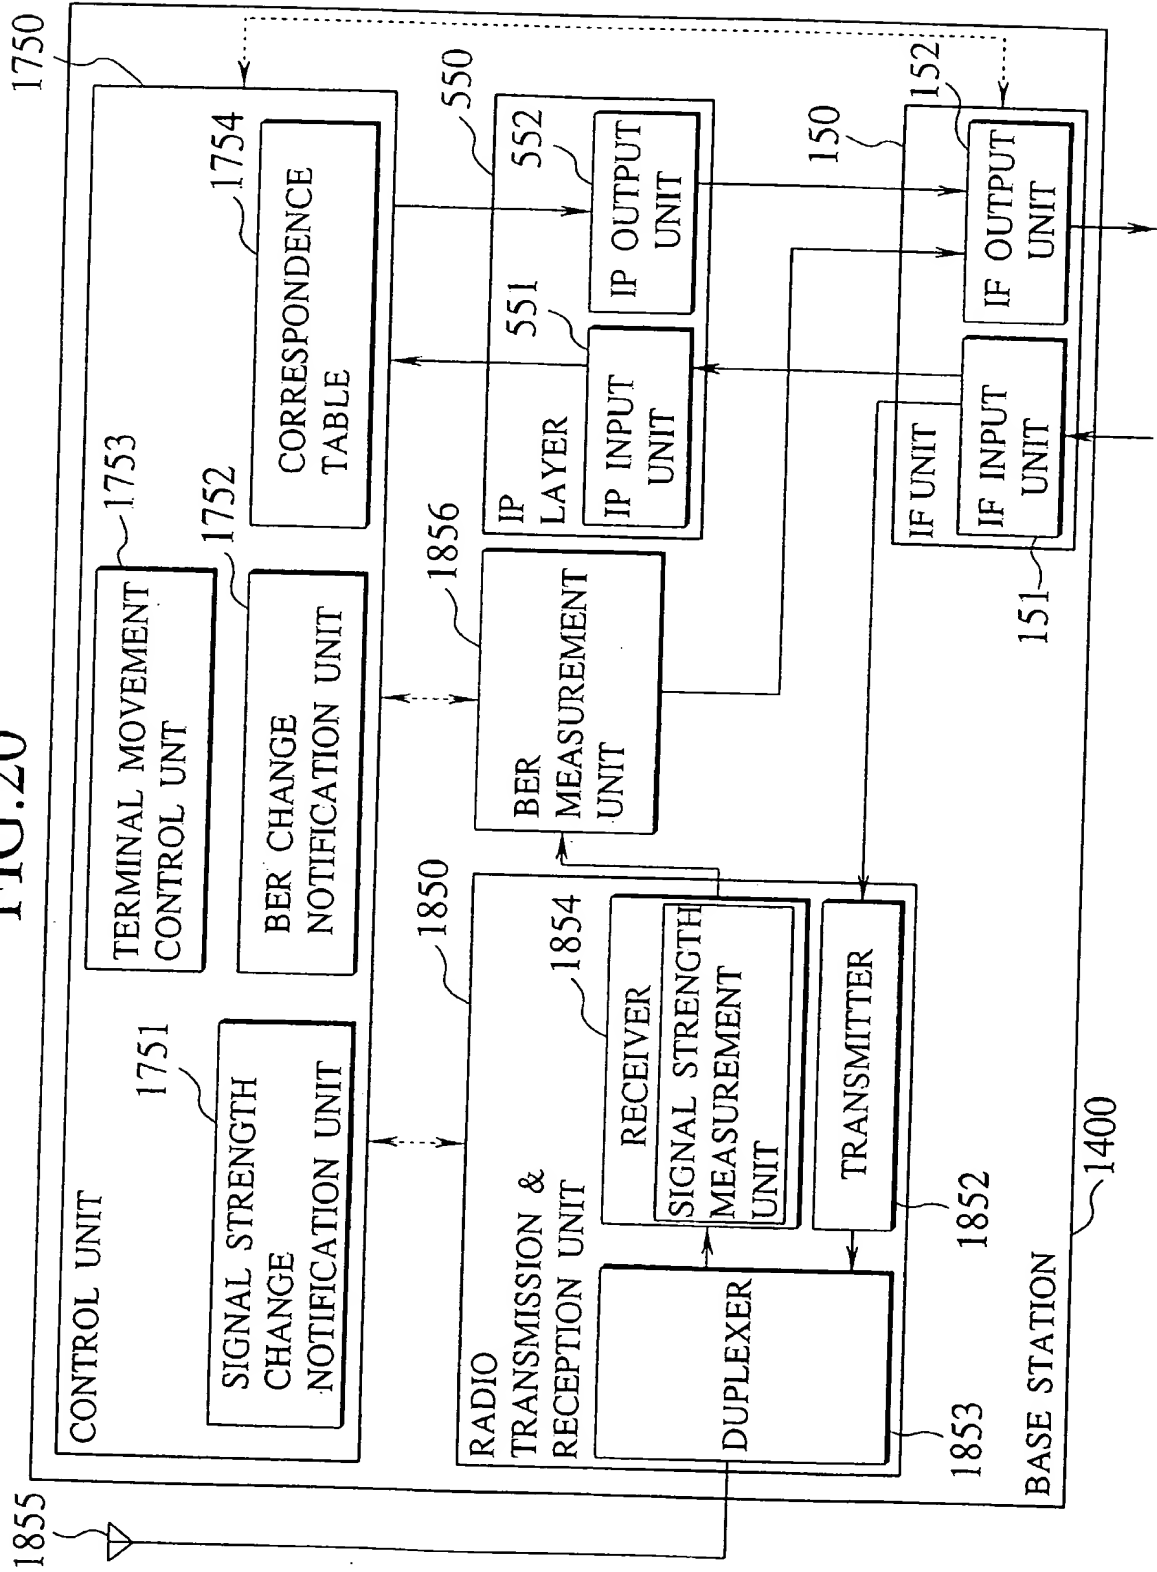 FIG.20
1855
1750
CONTROL UNIT
1753
TERMINAL MOVEMENT
CONTROL UNT
1751
SIGNAL STRENGTH
CHANGE
NOTIFICATION UNIT
1752
BER CHANGE
NOTIFICATION UNIT
1754
CORRESPONDENCE
TABLE
1850
RADIO
TRANSMISSION &
RECEPTION UNIT
1854
RECEIVER
SIGNAL STRENGTH
MEASUREMENT
UNIT
DUPLEXER
1853
TRANSMITTER
1852
1856
BER
MEASUREMENT
UNIT
550
IP
LAYER
551
IP INPUT
UNIT
552
IP OUTPUT
UNIT
150
IF UNIT
151
IF INPUT
UNIT
152
IF OUTPUT
UNIT
BASE STATION
1400